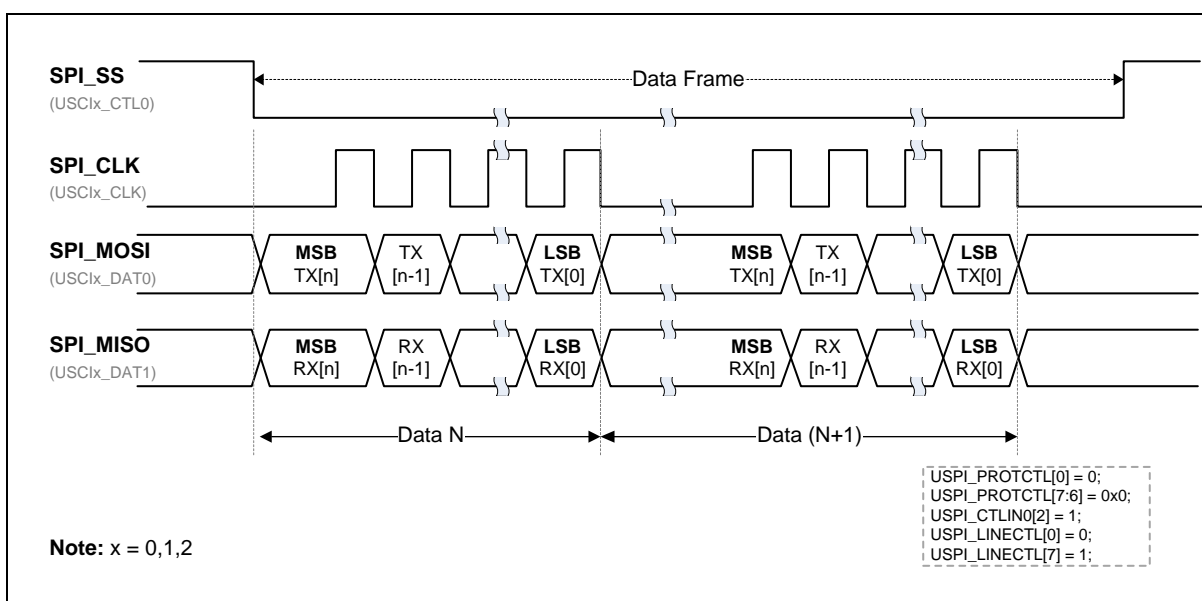 SPI_SS
(USCIx_CTL0)
Data Frame
SPI_CLK
(USCIx_CLK)
SPI_MOSI
(USCIx_DAT0)
MSB
TX[n]
TX
[n-1]
LSB
TX[0]
MSB
TX[n]
TX
[n-1]
LSB
TX[0]
SPI_MISO
(USCIx_DAT1)
MSB
RX[n]
RX
[n-1]
LSB
RX[0]
MSB
RX[n]
RX
[n-1]
LSB
RX[0]
Data N
Data (N+1)
USPI_PROTCTL[0] = 0;
USPI_PROTCTL[7:6] = 0x0;
USPI_CTLIN0[2] = 1;
USPI_LINECTL[0] = 0;
USPI_LINECTL[7] = 1;
Note: x = 0,1,2